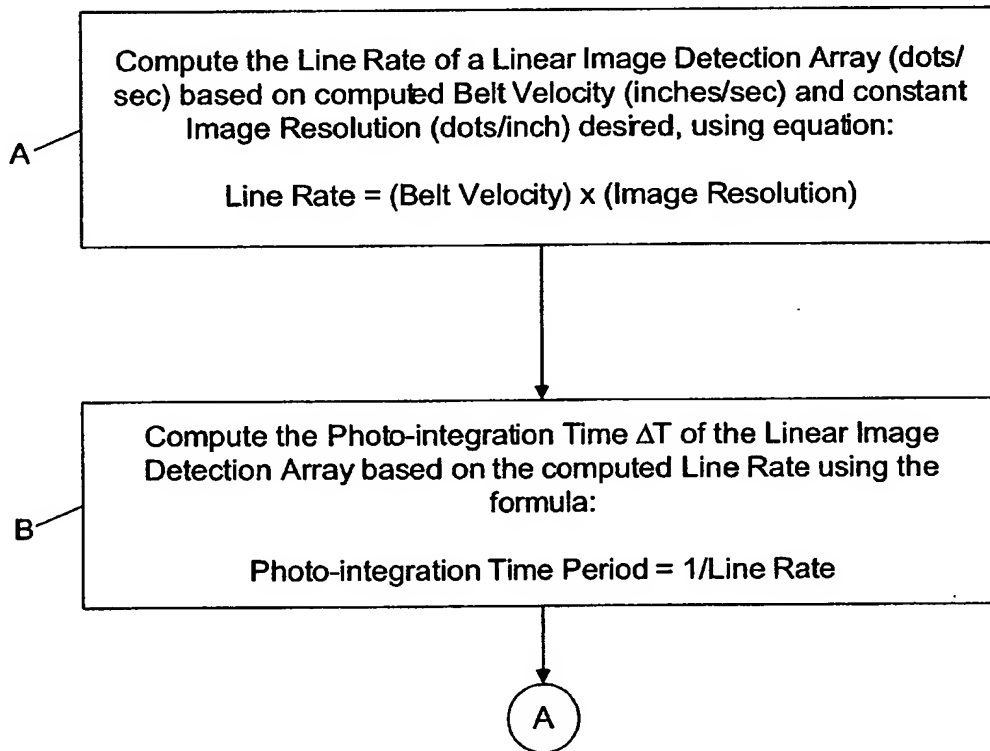 Compute the Line Rate of a Linear Image Detection Array (dots/
sec) based on computed Belt Velocity (inches/sec) and constant
Image Resolution (dots/inch) desired, using equation:
Line Rate = (Belt Velocity) x (Image Resolution)
A
Compute the Photo-integration Time ΔT of the Linear Image
Detection Array based on the computed Line Rate using the
formula:
Photo-integration Time Period = 1/Line Rate
B
A